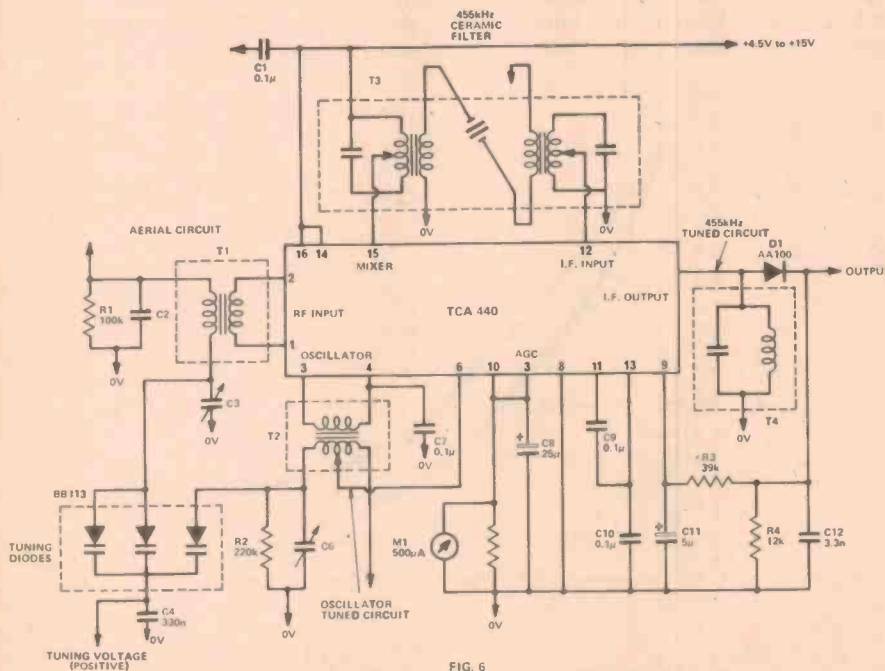 455kHz
CERAMIC
FILTER
+4.5V to +15V
C1
0.1µ
T3
0V
0V
AERIAL CIRCUIT
T1
R1
100k
C2
0V
C3
0V
16
14
15
MIXER
12
I.F. INPUT
2
RF INPUT
1
TCA 440
I.F. OUTPUT
OSCILLATOR
AGC
3
4
6
10
3
8
11
13
9
455kHz
TUNED CIRCUIT
D1
AA100
OUTPUT
T4
0V
T2
C7
0.1µ
0V
BB113
TUNING
DIODES
C4
330n
0V
TUNING VOLTAGE
(POSITIVE)
R2
220k
C6
0V
OSCILLATOR
TUNED CIRCUIT
M1
500µA
0V
C8
25µ
C9
0.1µ
C10
0.1µ
C11
5µ
R3
39k
R4
12k
C12
3.3n
0V
FIG. 6